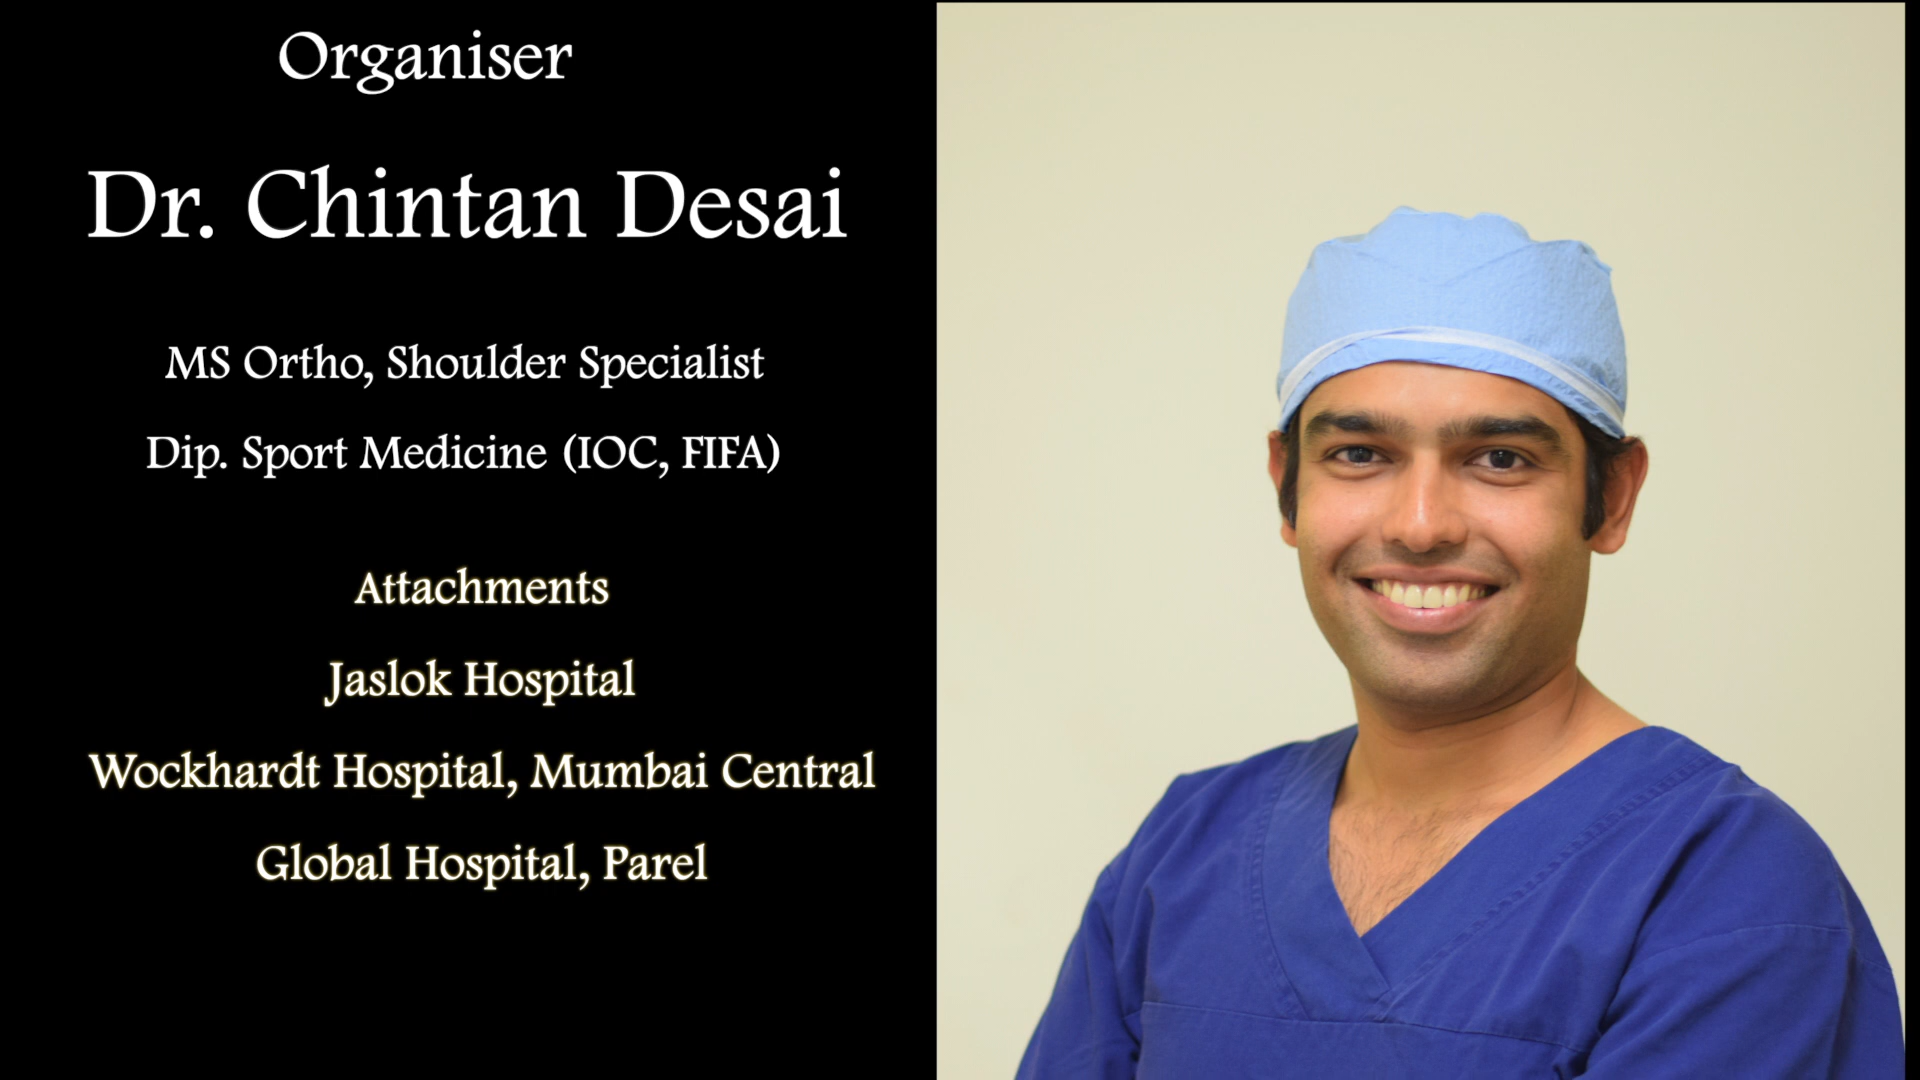 Organiser
Dr. Chintan Desai
MS Ortho, Shoulder Specialist
Dip. Sport Medicine (IOC, FIFA)
Attachments
Jaslok Hospital
Wockhardt Hospital, Mumbai Central
Global Hospital, Parel